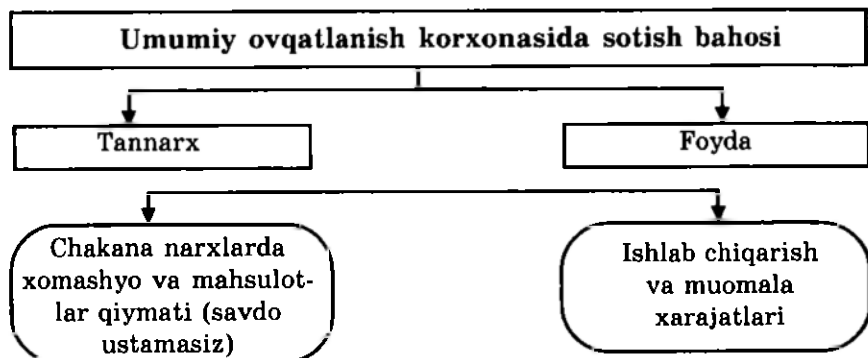 Umumiy ovqatlanish korxonasida sotish bahosi
Tannarx
Foyda
Chakana narxlarda
xomashyo va mahsulot-
lar qiymati (savdo
ustamasiz)
Ishlab chiqarish
va muomala
xarajatlari